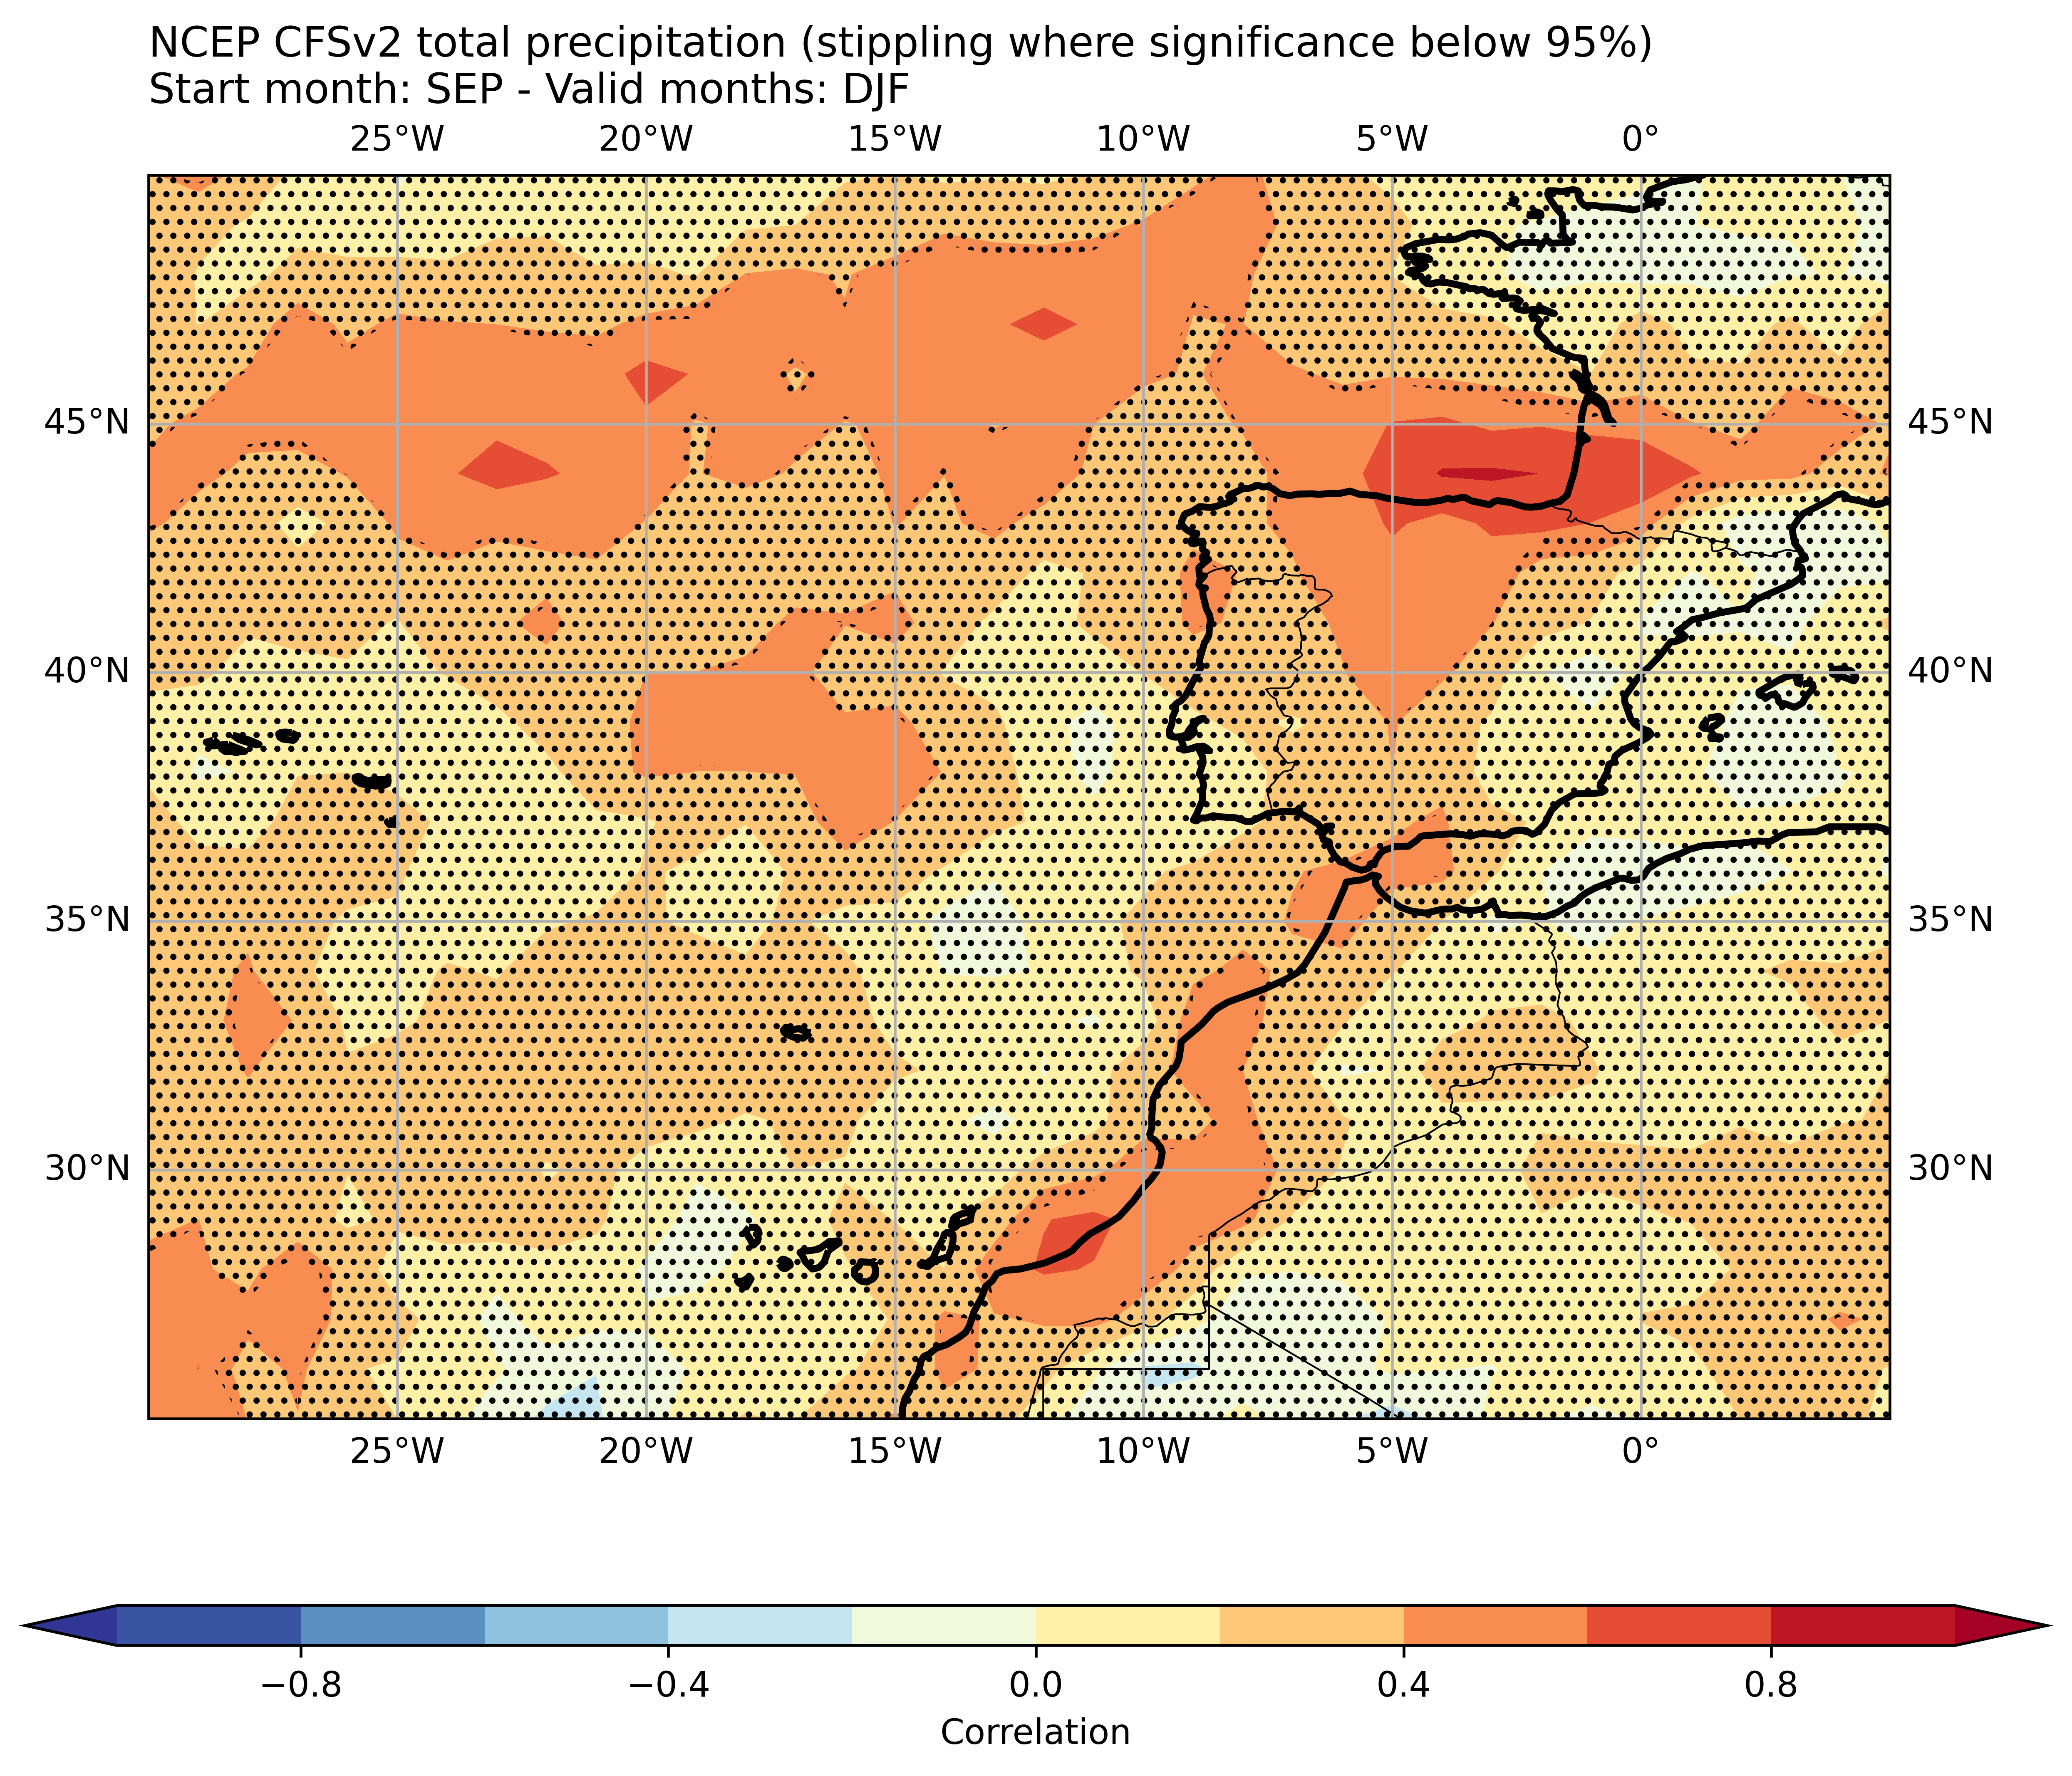 NCEP CFSv2 total precipitation (stippling where significance below 95%)
Start month: SEP - Valid months: DJF
25°W 20°W 15°W 10°W 5°W 0°
45°N 45°N
40°N 40°N
35°N 35°N
30°N 30°N
25°W 20°W 15°W 10°W 5°W 0°
−0.8 −0.4 0.0 0.4 0.8
Correlation